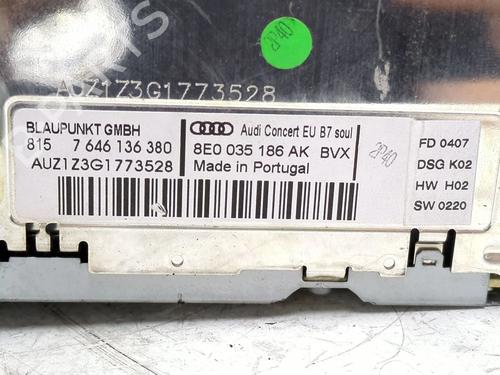 AUZ1Z3G1773528
BLAUPUNKT GMBH
815 7 646 136 380
AUZ1Z3G1773528
Audi Concert EU B7 soul
8E0 035 186 AK BVX
Made in Portugal
2P40
FD 0407
DSG K02
HW H02
SW 0220